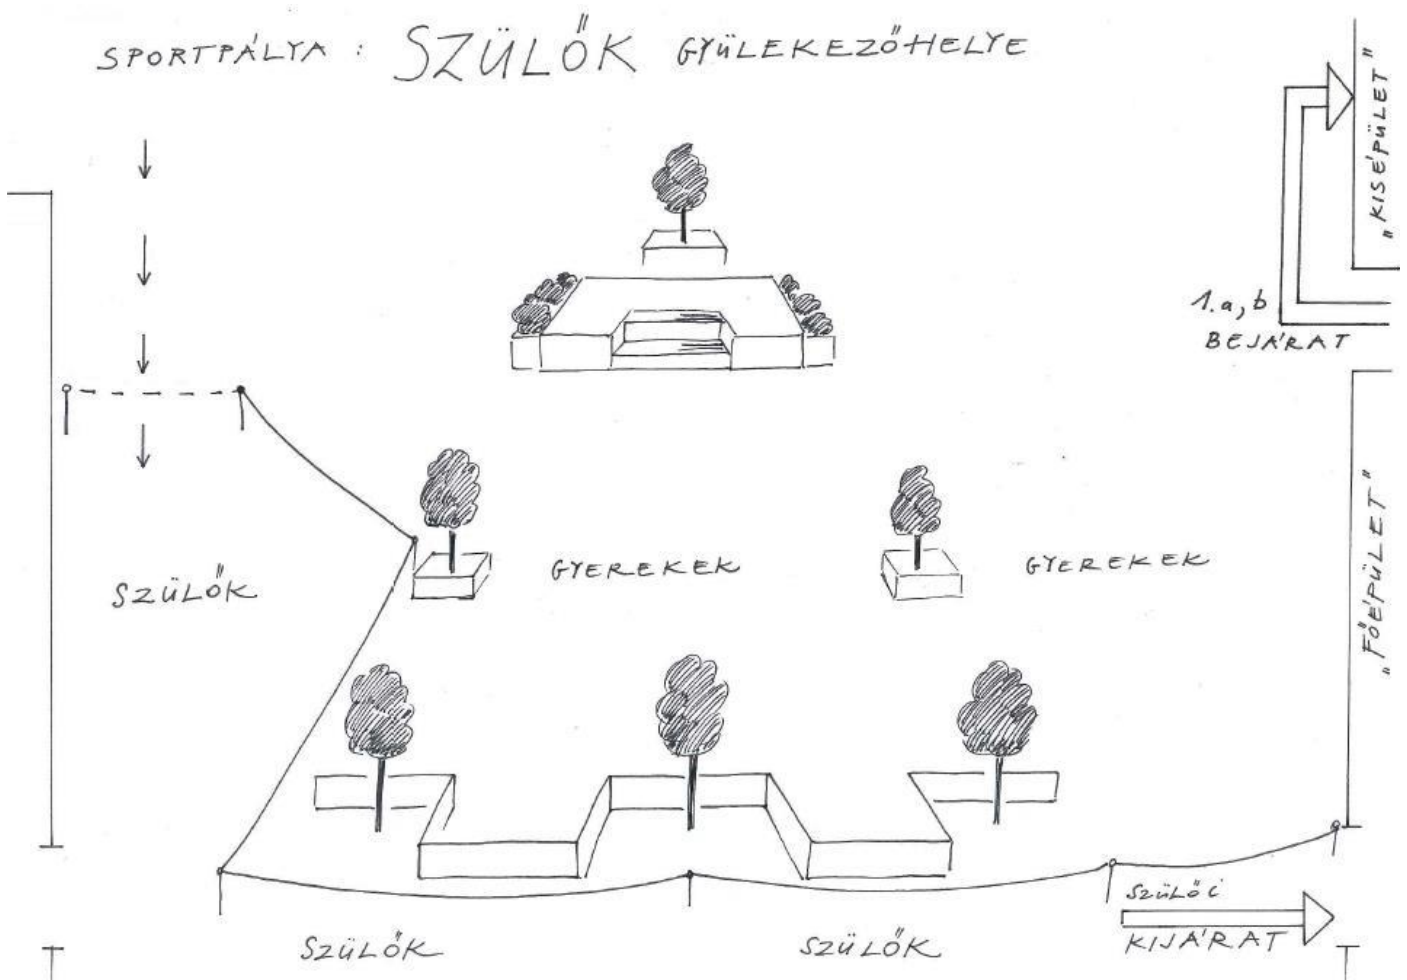 SPORTPÁLYA : SZÜLŐK GYÜLEKEZŐHELYE
„KISÉPÜLET"
1.a, b
BEJÁRAT
SZÜLŐK
GYEREKEK
GYEREKEK
„FŐÉPÜLET"
SZÜLŐK
SZÜLŐK
SZÜLŐI
KIJÁRAT